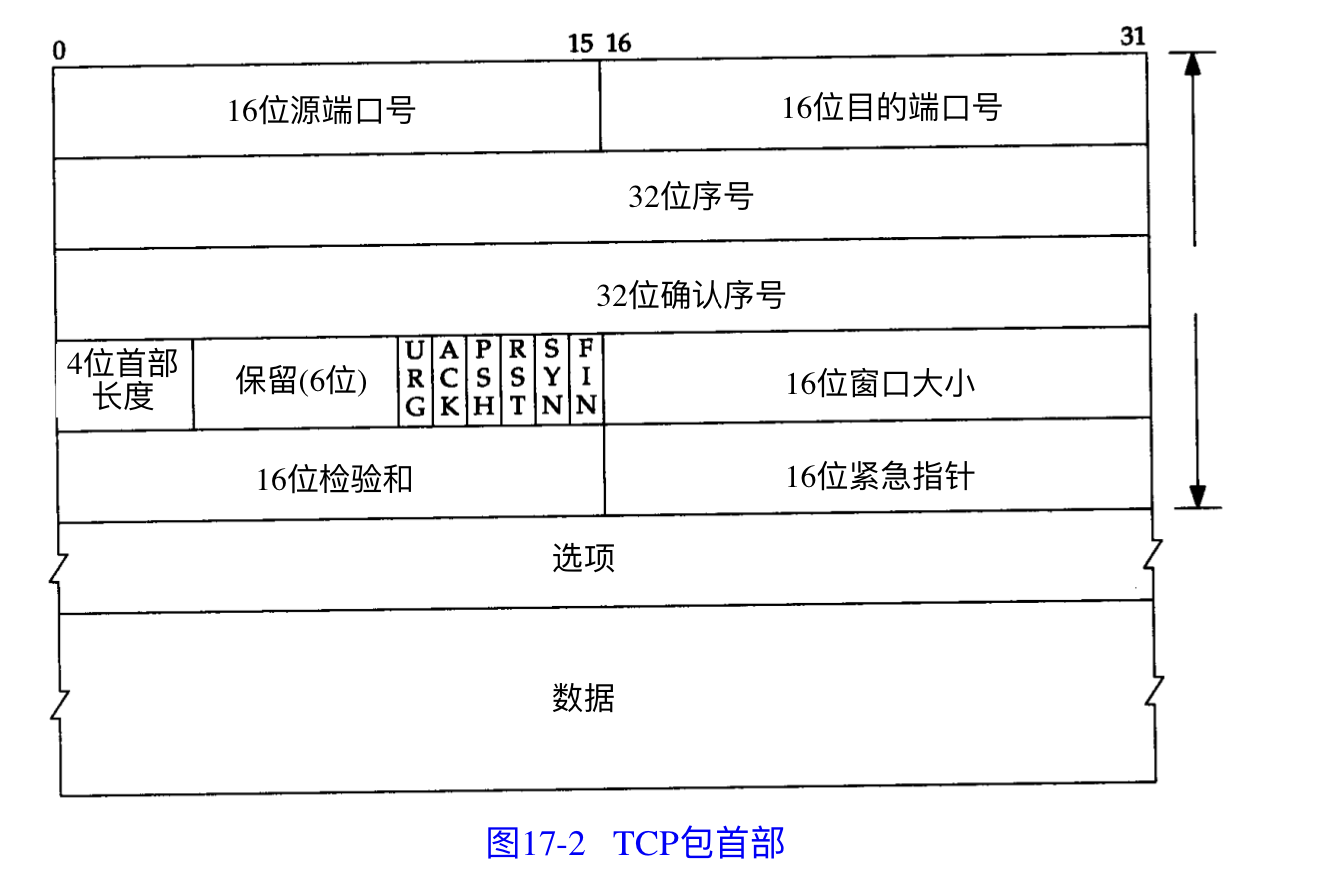 0 15 16 31
16位源端口号 16位目的端口号
32位序号
32位确认序号
4位首部
长度
保留(6位)
URG
ACK
PSH
RST
SYN
FIN
16位窗口大小
16位检验和 16位紧急指针
选项
数据
图17-2 TCP包首部